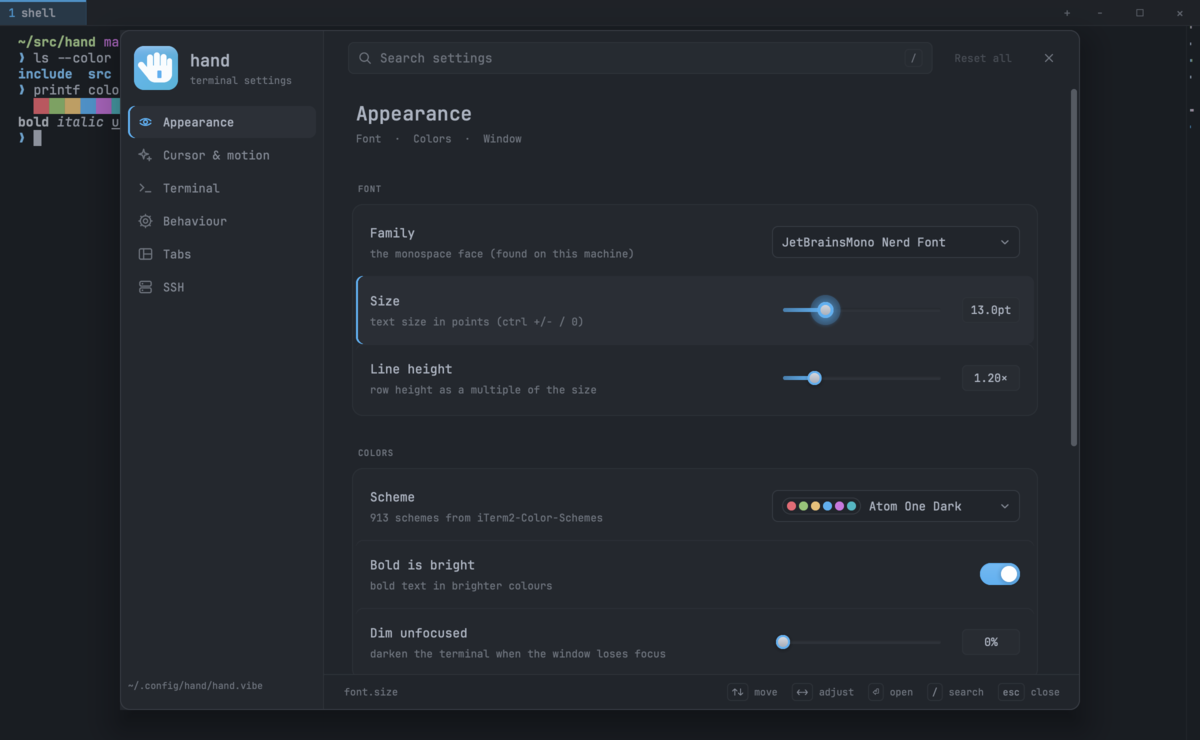 1 shell
+ - □ ×
~/src/hand ma
❯ ls --color
include src
❯ printf colo
bold italic u
❯
hand
terminal settings
Appearance
Cursor & motion
Terminal
Behaviour
Tabs
SSH
~/.config/hand/hand.vibe
Search settings /
Reset all ×
Appearance
Font · Colors · Window
FONT
Family
the monospace face (found on this machine)
JetBrainsMono Nerd Font
Size
text size in points (ctrl +/- / 0)
13.0pt
Line height
row height as a multiple of the size
1.20×
COLORS
Scheme
913 schemes from iTerm2-Color-Schemes
Atom One Dark
Bold is bright
bold text in brighter colours
Dim unfocused
darken the terminal when the window loses focus
0%
font.size
↑↓ move ↔ adjust ⏎ open / search esc close